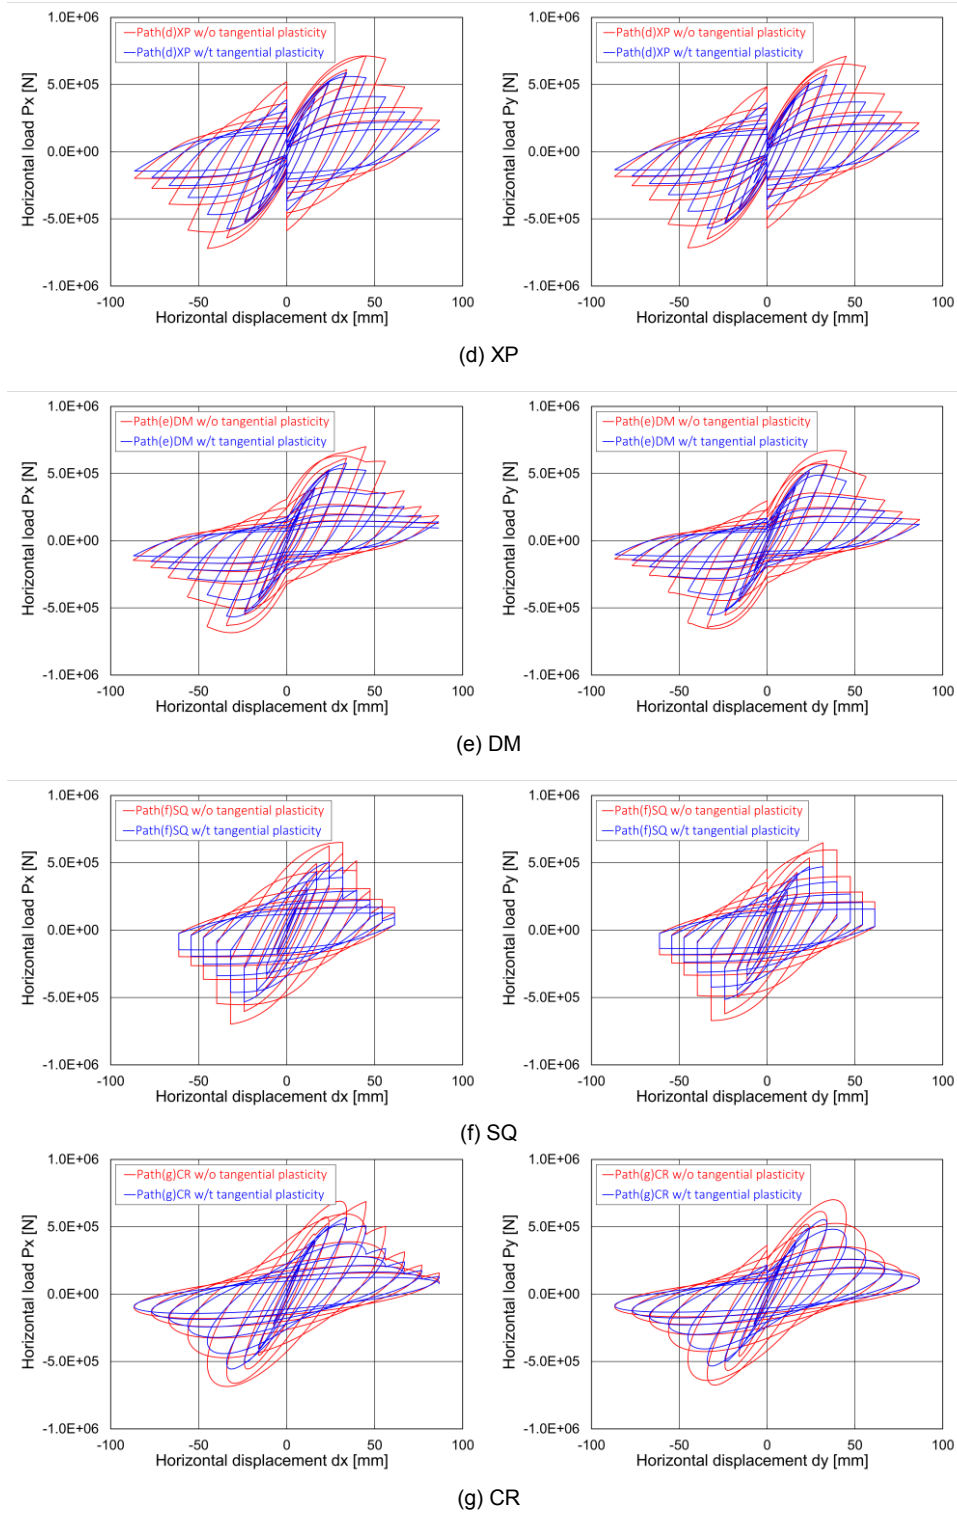 1.0E+06
Path(d)XP w/o tangential plasticity
Path(d)XP w/t tangential plasticity
5.0E+05
0.0E+00
-5.0E+05
-1.0E+06
-100 -50 0 50 100
Horizontal load Px [N]
Horizontal displacement dx [mm]
1.0E+06
Path(d)XP w/o tangential plasticity
Path(d)XP w/t tangential plasticity
5.0E+05
0.0E+00
-5.0E+05
-1.0E+06
-100 -50 0 50 100
Horizontal load Py [N]
Horizontal displacement dy [mm]
(d) XP
1.0E+06
Path(e)DM w/o tangential plasticity
Path(e)DM w/t tangential plasticity
5.0E+05
0.0E+00
-5.0E+05
-1.0E+06
-100 -50 0 50 100
Horizontal load Px [N]
Horizontal displacement dx [mm]
1.0E+06
Path(e)DM w/o tangential plasticity
Path(e)DM w/t tangential plasticity
5.0E+05
0.0E+00
-5.0E+05
-1.0E+06
-100 -50 0 50 100
Horizontal load Py [N]
Horizontal displacement dy [mm]
(e) DM
1.0E+06
Path(f)SQ w/o tangential plasticity
Path(f)SQ w/t tangential plasticity
5.0E+05
0.0E+00
-5.0E+05
-1.0E+06
-100 -50 0 50 100
Horizontal load Px [N]
Horizontal displacement dx [mm]
1.0E+06
Path(f)SQ w/o tangential plasticity
Path(f)SQ w/t tangential plasticity
5.0E+05
0.0E+00
-5.0E+05
-1.0E+06
-100 -50 0 50 100
Horizontal load Py [N]
Horizontal displacement dy [mm]
(f) SQ
1.0E+06
Path(g)CR w/o tangential plasticity
Path(g)CR w/t tangential plasticity
5.0E+05
0.0E+00
-5.0E+05
-1.0E+06
-100 -50 0 50 100
Horizontal load Px [N]
Horizontal displacement dx [mm]
1.0E+06
Path(g)CR w/o tangential plasticity
Path(g)CR w/t tangential plasticity
5.0E+05
0.0E+00
-5.0E+05
-1.0E+06
-100 -50 0 50 100
Horizontal load Py [N]
Horizontal displacement dy [mm]
(g) CR